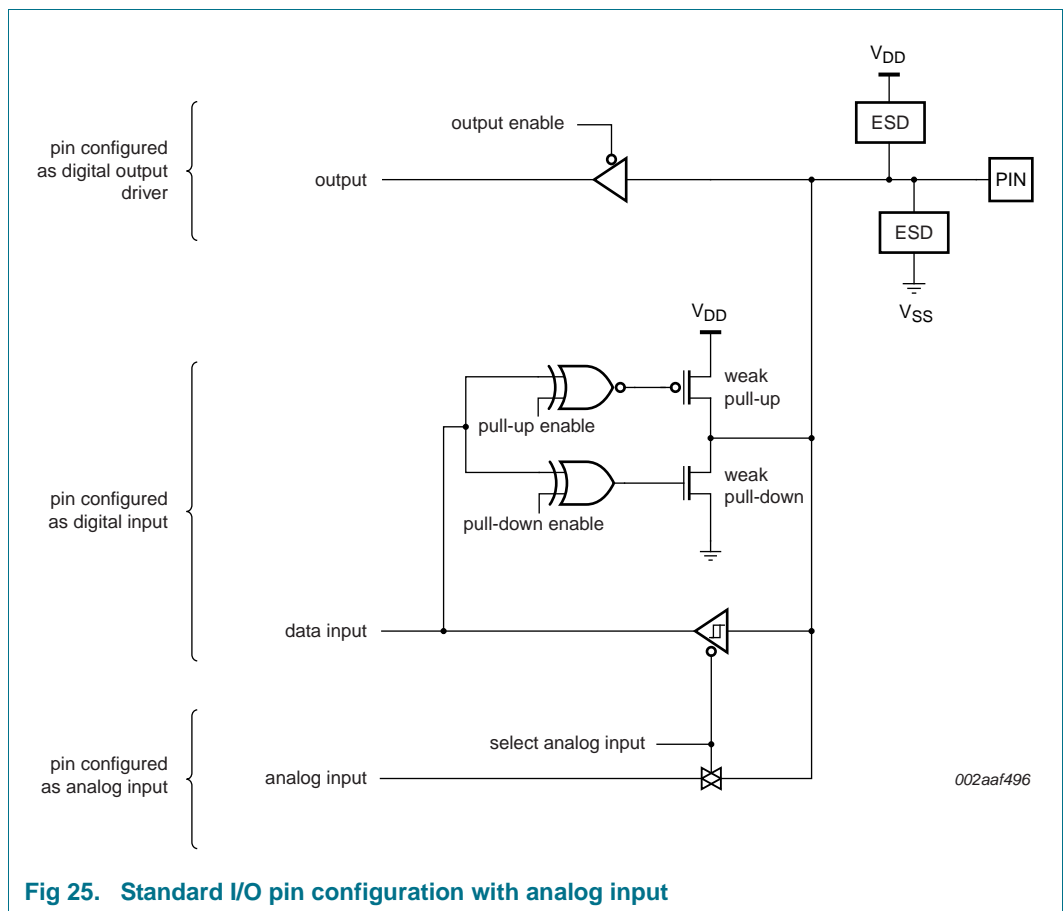 VDD
ESD
output enable
pin configured
as digital output
driver
output
PIN
ESD
VSS
VDD
weak
pull-up
pull-up enable
weak
pull-down
pull-down enable
pin configured
as digital input
data input
select analog input
pin configured
as analog input
analog input
002aaf496
Fig 25. Standard I/O pin configuration with analog input